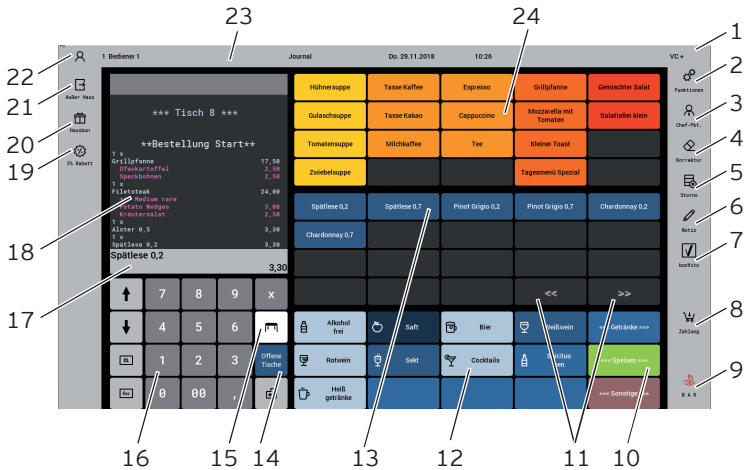 23
24
1
1 Bediener 1
Journal
Do. 29.11.2018
10:26
VC +
22
21
20
19
18
17
Außer Haus
Hausbon
5% Rabatt
*** Tisch 8 ***
**Bestellung Start**
1 x
Grillpfanne 17,50
Ofenkartoffel 2,50
Speckbohnen 2,50
1 x
Filetsteak 24,00
Medium rare
Potato Wedges 3,00
Kräutersalat 2,50
1 x
Alster 0,5 3,30
1 x
Spätlese 0,2 3,30
Spätlese 0,2
3,30
7 8 9 x
4 5 6
EL 1 2 3 Offene Tische
Esc 0 00 ,
Hühnersuppe
Tasse Kaffee
Espresso
Grillpfanne
Gemischter Salat
Gulaschsuppe
Tasse Kakao
Cappuccino
Mozzarella mit
Tomaten
Salatteller klein
Tomatensuppe
Milchkaffee
Tee
Kleiner Toast
Zwiebelsuppe
Tagesmenü Spezial
Spätlese 0,2
Spätlese 0,7
Pinot Grigio 0,2
Pinot Grigio 0,7
Chardonnay 0,2
Chardonnay 0,7
<<
>>
Alkohol
frei
Saft
Bier
Weißwein
<<< Getränke >>>
Rotwein
Sekt
Cocktails
Spirituo
sen
<<< Speisen >>>
Heiß
getränke
<<< Sonstige >>>
Funktionen
Chef-Fkt.
Korrektur
Storno
Notiz
bonVito
Zahlung
B A R
2
3
4
5
6
7
8
9
16
15
14
13
12
11
10